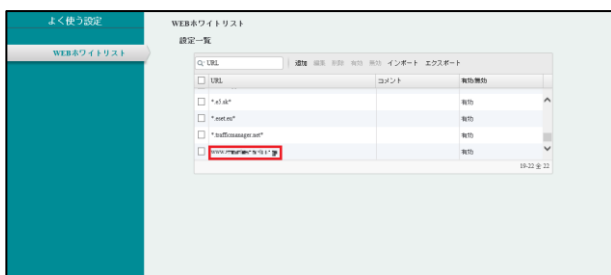 よく使う設定
WEBホワイトリスト
WEBホワイトリスト
設定一覧
URL 追加 編集 削除 有効 無効 インポート エクスポート
URL コメント 有効/無効
*.e5.sk* 有効
*.eset.eu* 有効
*.trafficmanager.net* 有効
www. 有効
19-22 全 22